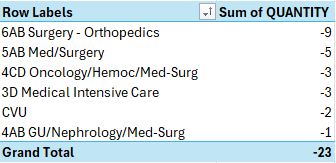 Row Labels Sum of QUANTITY
6AB Surgery - Orthopedics -9
5AB Med/Surgery -5
4CD Oncology/Hemoc/Med-Surg -3
3D Medical Intensive Care -3
CVU -2
4AB GU/Nephrology/Med-Surg -1
Grand Total -23